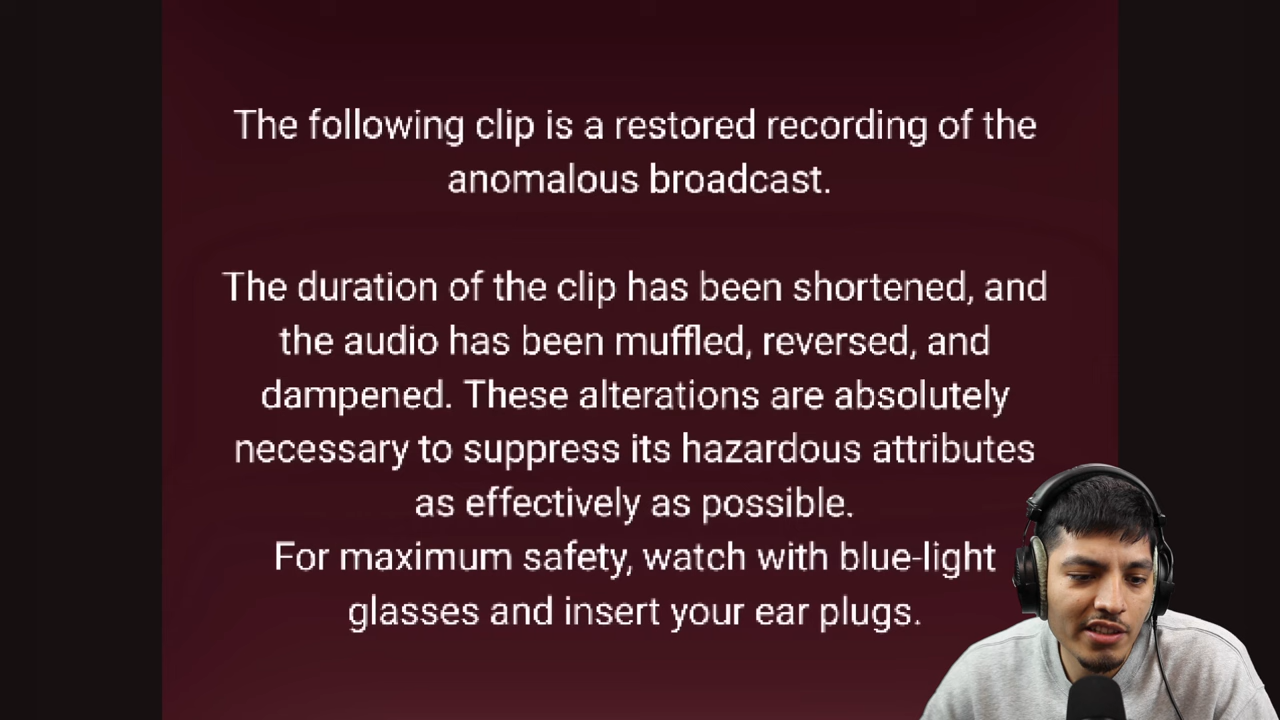 The following clip is a restored recording of the
anomalous broadcast.
The duration of the clip has been shortened, and
the audio has been muffled, reversed, and
dampened. These alterations are absolutely
necessary to suppress its hazardous attributes
as effectively as possible.
For maximum safety, watch with blue-light
glasses and insert your ear plugs.